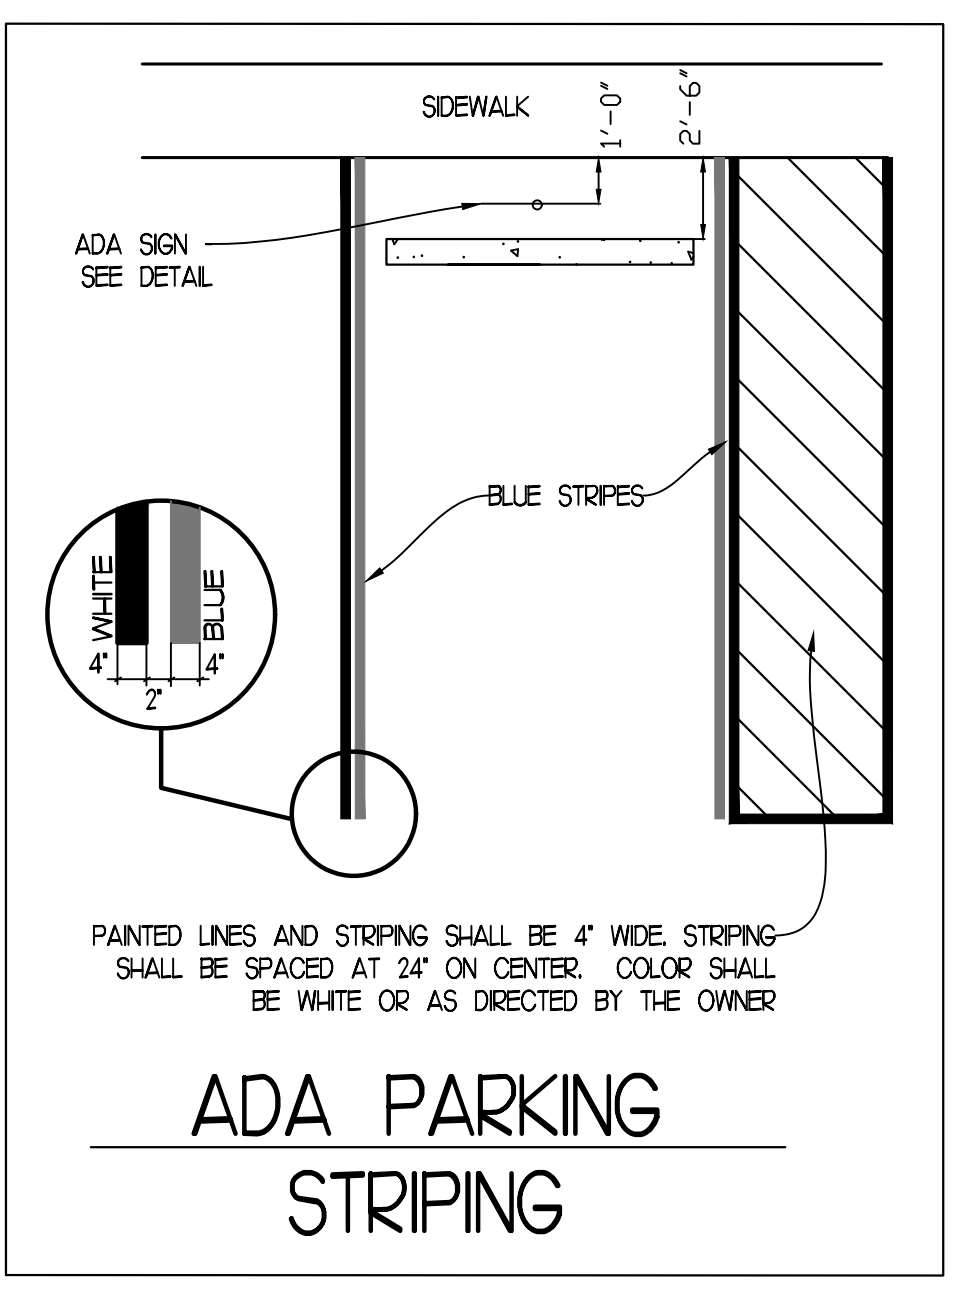 SIDEWALK
1'-0"
2'-6"
ADA SIGN
SEE DETAIL
BLUE STRIPES
WHITE
BLUE
4"
4"
2"
PAINTED LINES AND STRIPING SHALL BE 4" WIDE. STRIPING
SHALL BE SPACED AT 24" ON CENTER. COLOR SHALL
BE WHITE OR AS DIRECTED BY THE OWNER
ADA PARKING
STRIPING